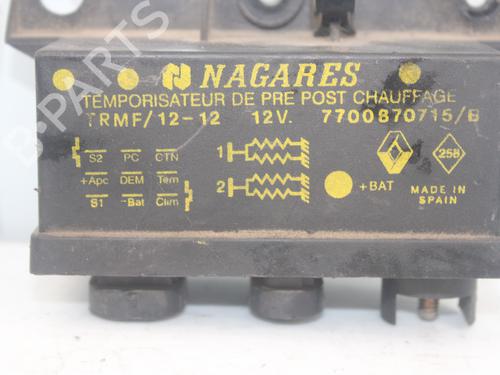 NAGARES
TEMPORISATEUR DE PRE POST CHAUFFAGE
TRMF/12-12 12V. 7700870715/B
S2 PC CTN
+Apc DEM Tem
S1 -Bat Clim
1
2
+BAT
258
MADE IN
SPAIN
B-PARTS